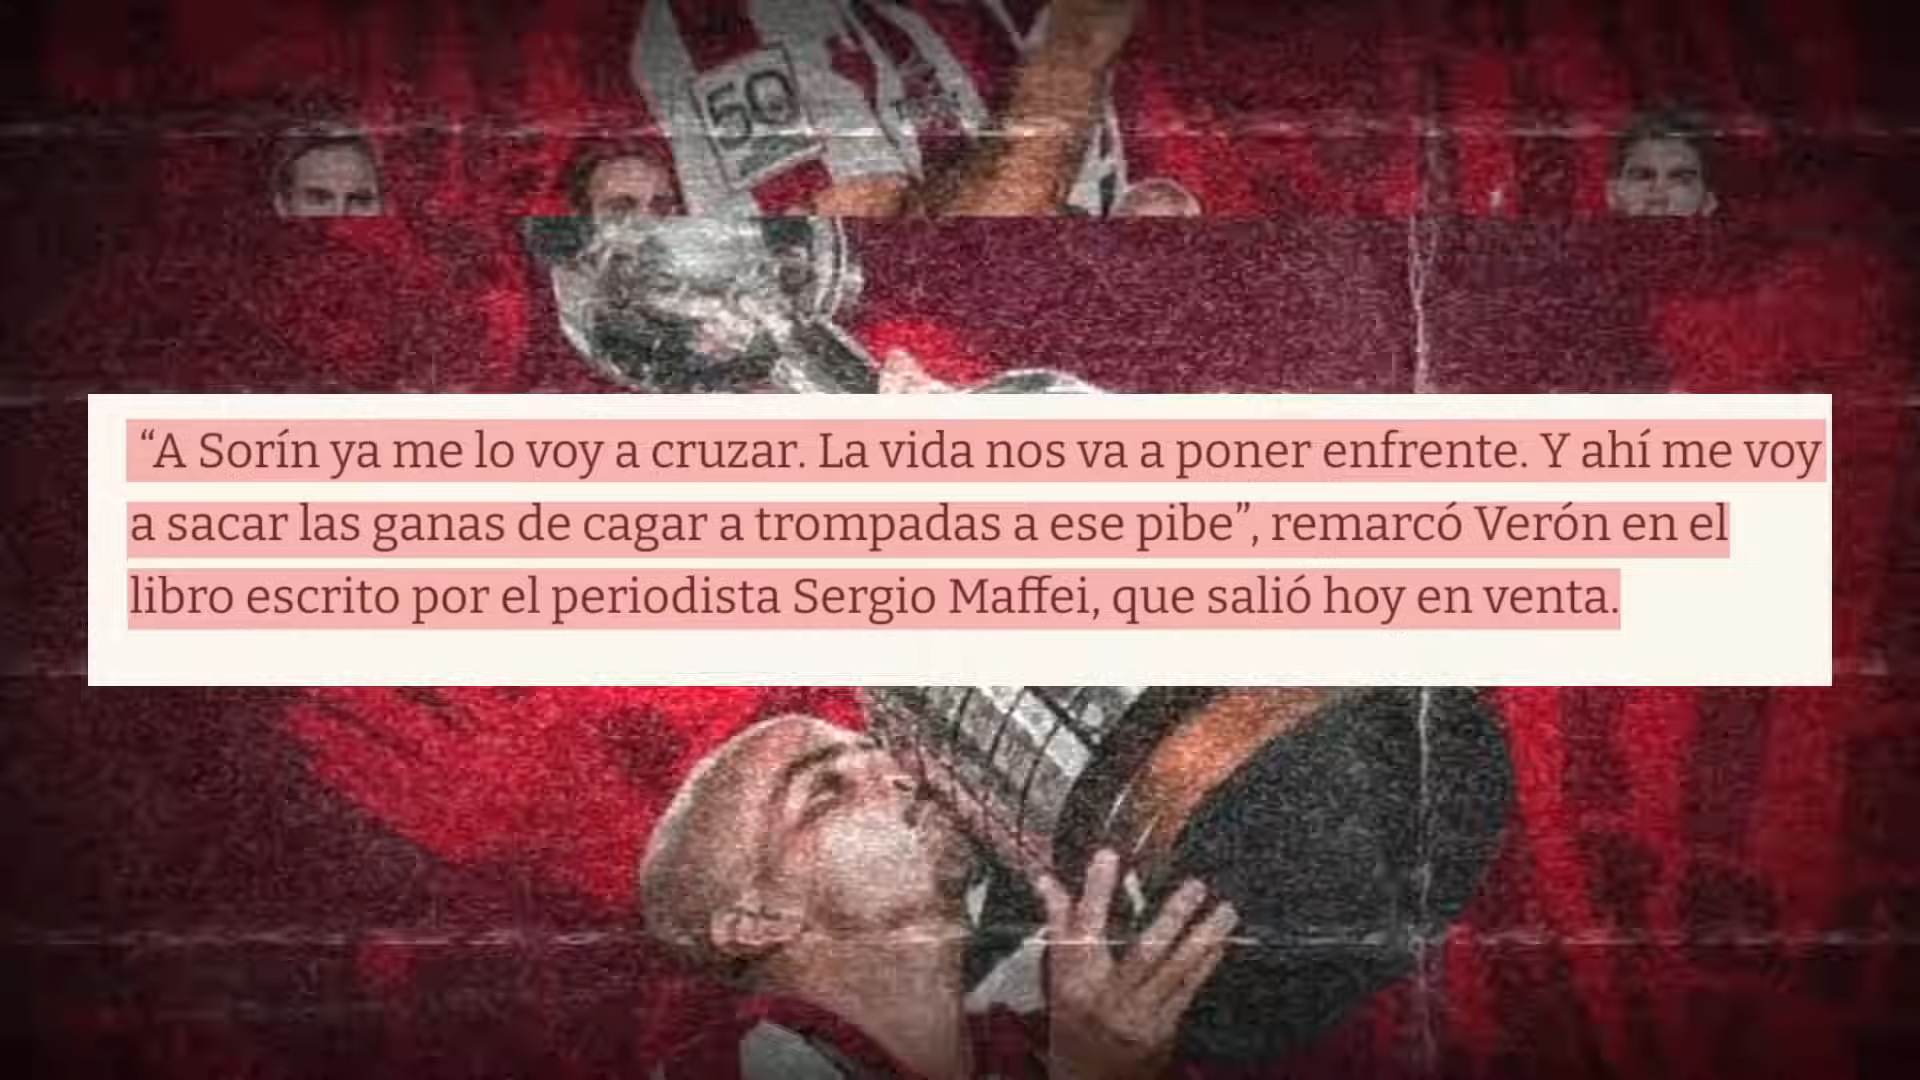 50
“A Sorín ya me lo voy a cruzar. La vida nos va a poner enfrente. Y ahí me voy
a sacar las ganas de cagar a trompadas a ese pibe”, remarcó Verón en el
libro escrito por el periodista Sergio Maffei, que salió hoy en venta.